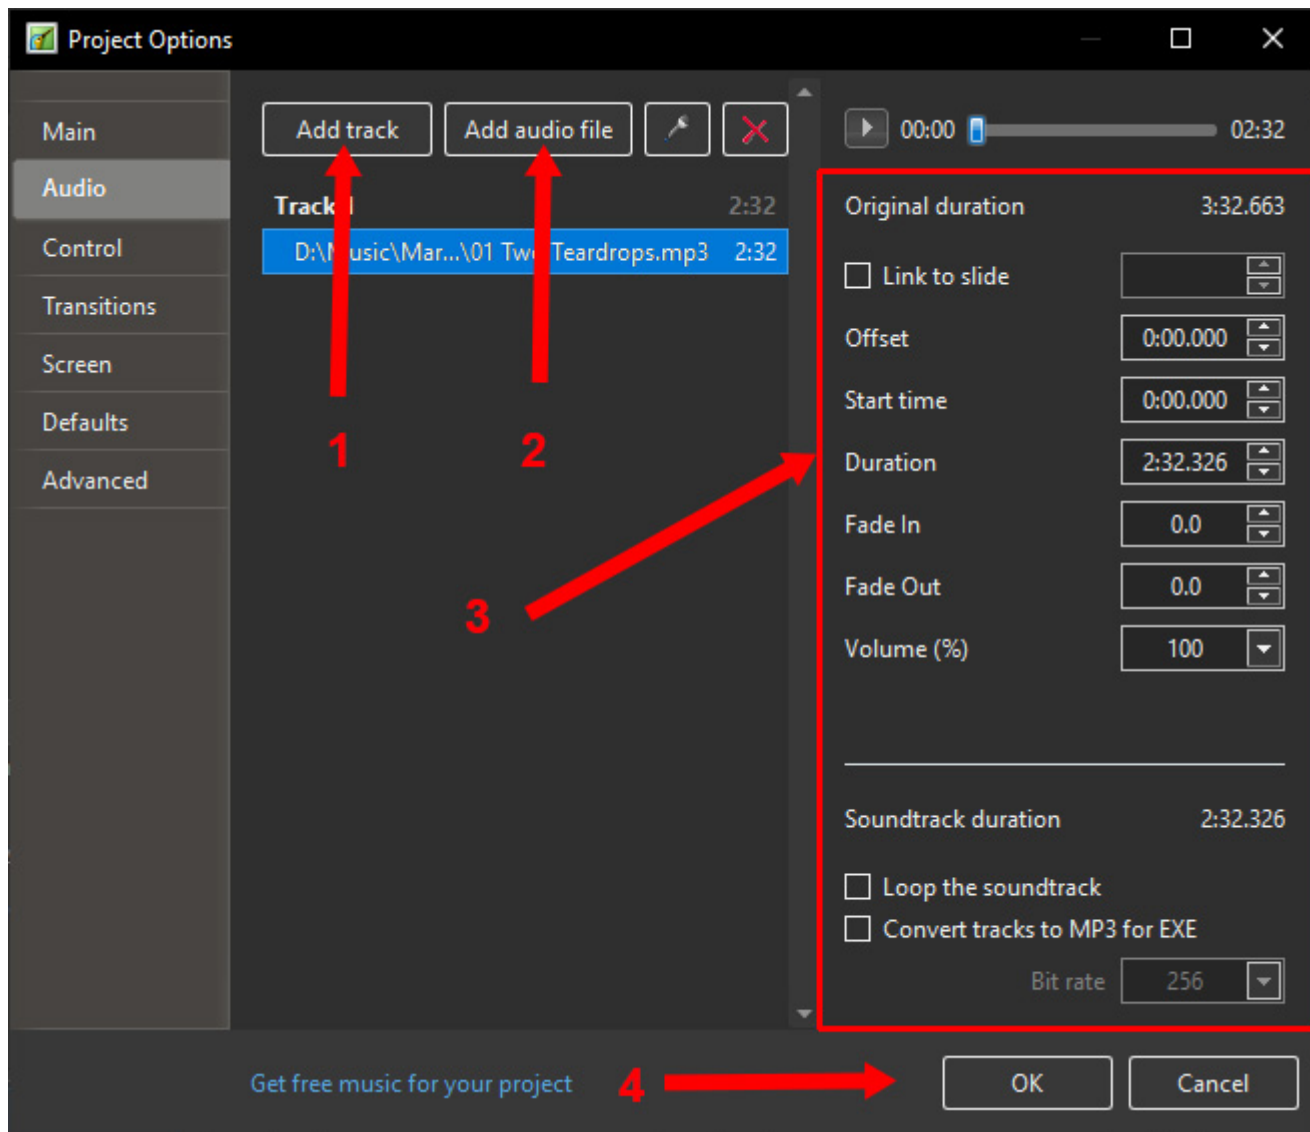 Project Options
Main
Audio
Control
Transitions
Screen
Defaults
Advanced
Add track
Add audio file
Track 2:32
D:\Music\Mar...\01 Two Teardrops.mp3 2:32
1
2
3
00:00 02:32
Original duration 3:32.663
Link to slide
Offset 0:00.000
Start time 0:00.000
Duration 2:32.326
Fade In 0.0
Fade Out 0.0
Volume (%) 100
Soundtrack duration 2:32.326
Loop the soundtrack
Convert tracks to MP3 for EXE
Bit rate 256
Get free music for your project
4
OK
Cancel